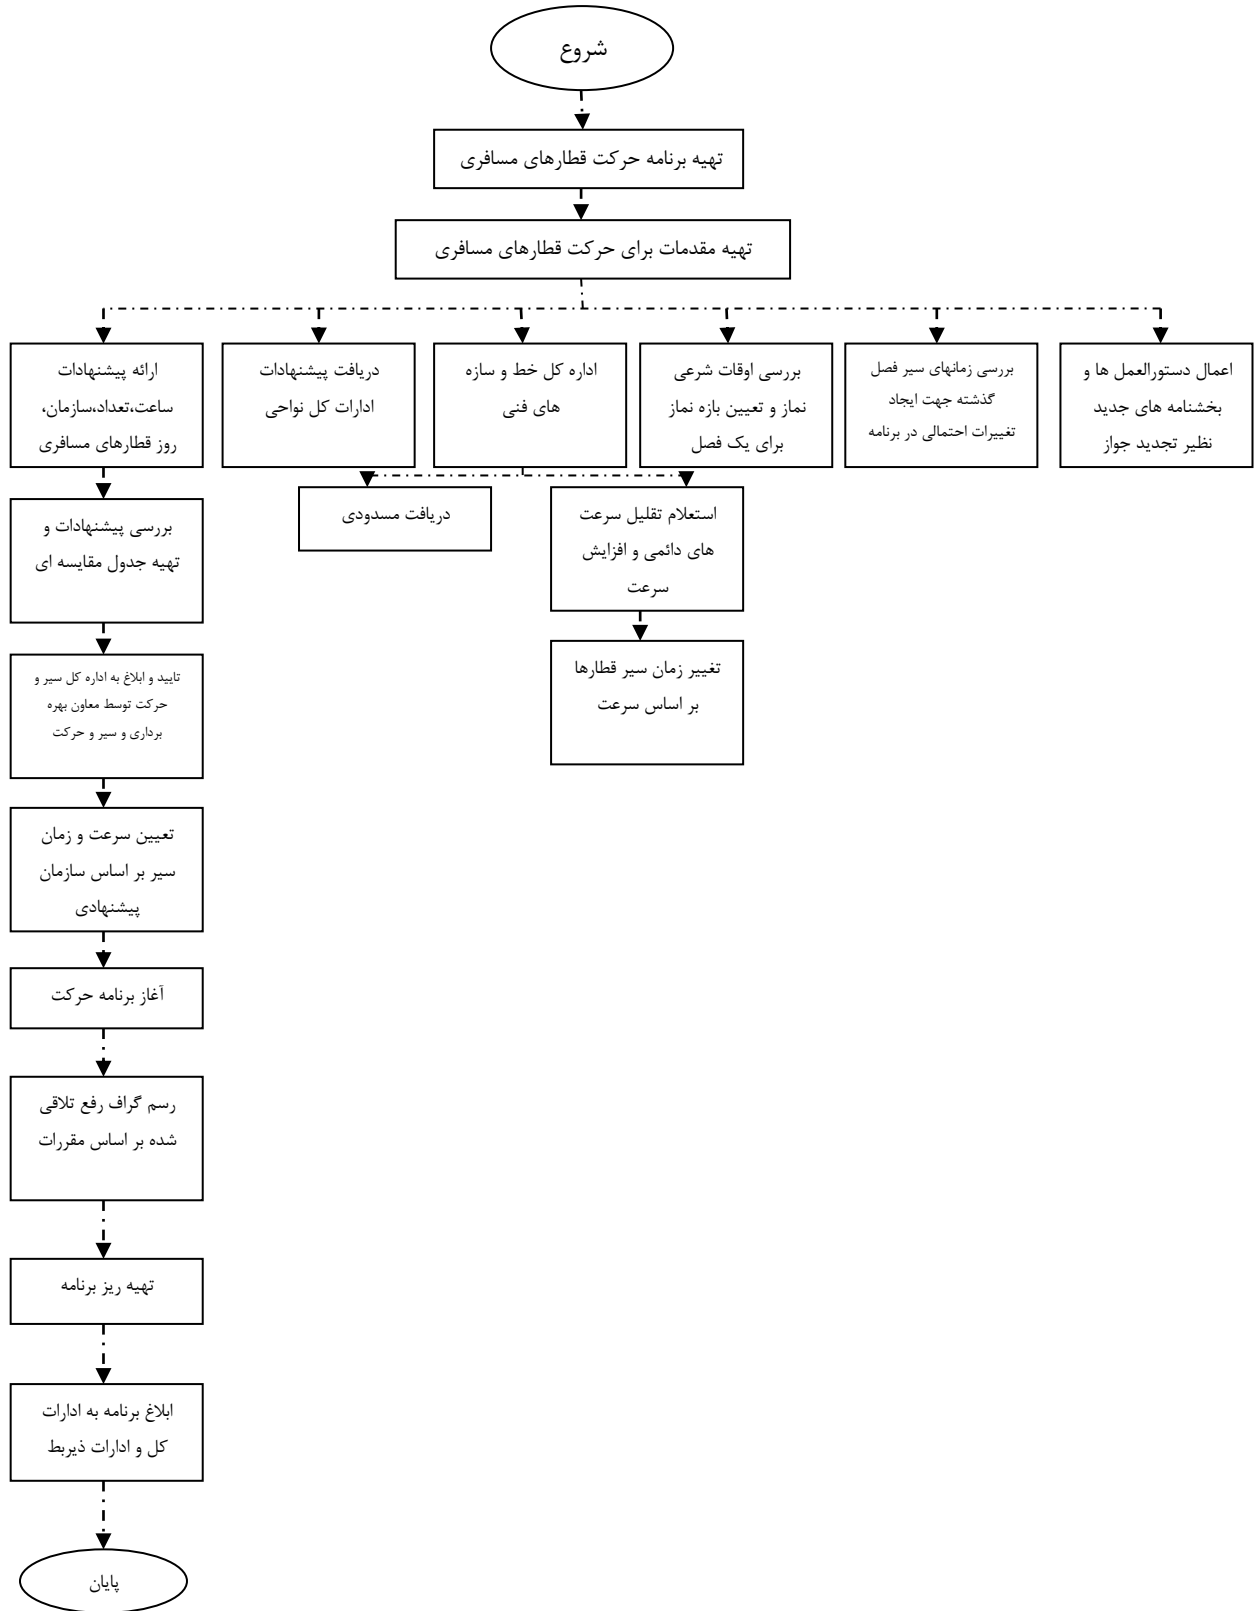 شروع
تهیه برنامه حرکت قطارهای مسافری
تهیه مقدمات برای حرکت قطارهای مسافری
اعمال دستورالعمل ها و
بخشنامه های جدید
نظیر تجدید جواز
بررسی زمانهای سیر فصل
گذشته جهت ایجاد
تغییرات احتمالی در برنامه
بررسی اوقات شرعی
نماز و تعیین بازه نماز
برای یک فصل
اداره کل خط و سازه
های فنی
دریافت پیشنهادات
ادارات کل نواحی
ارائه پیشنهادات
ساعت،تعداد،سازمان،
روز قطارهای مسافری
استعلام تقلیل سرعت
های دائمی و افزایش
سرعت
دریافت مسدودی
تغییر زمان سیر قطارها
بر اساس سرعت
بررسی پیشنهادات و
تهیه جدول مقایسه ای
تایید و ابلاغ به اداره کل سیر و
حرکت توسط معاون بهره
برداری و سیر و حرکت
تعیین سرعت و زمان
سیر بر اساس سازمان
پیشنهادی
آغاز برنامه حرکت
رسم گراف رفع تلاقی
شده بر اساس مقررات
تهیه ریز برنامه
ابلاغ برنامه به ادارات
کل و ادارات ذیربط
پایان